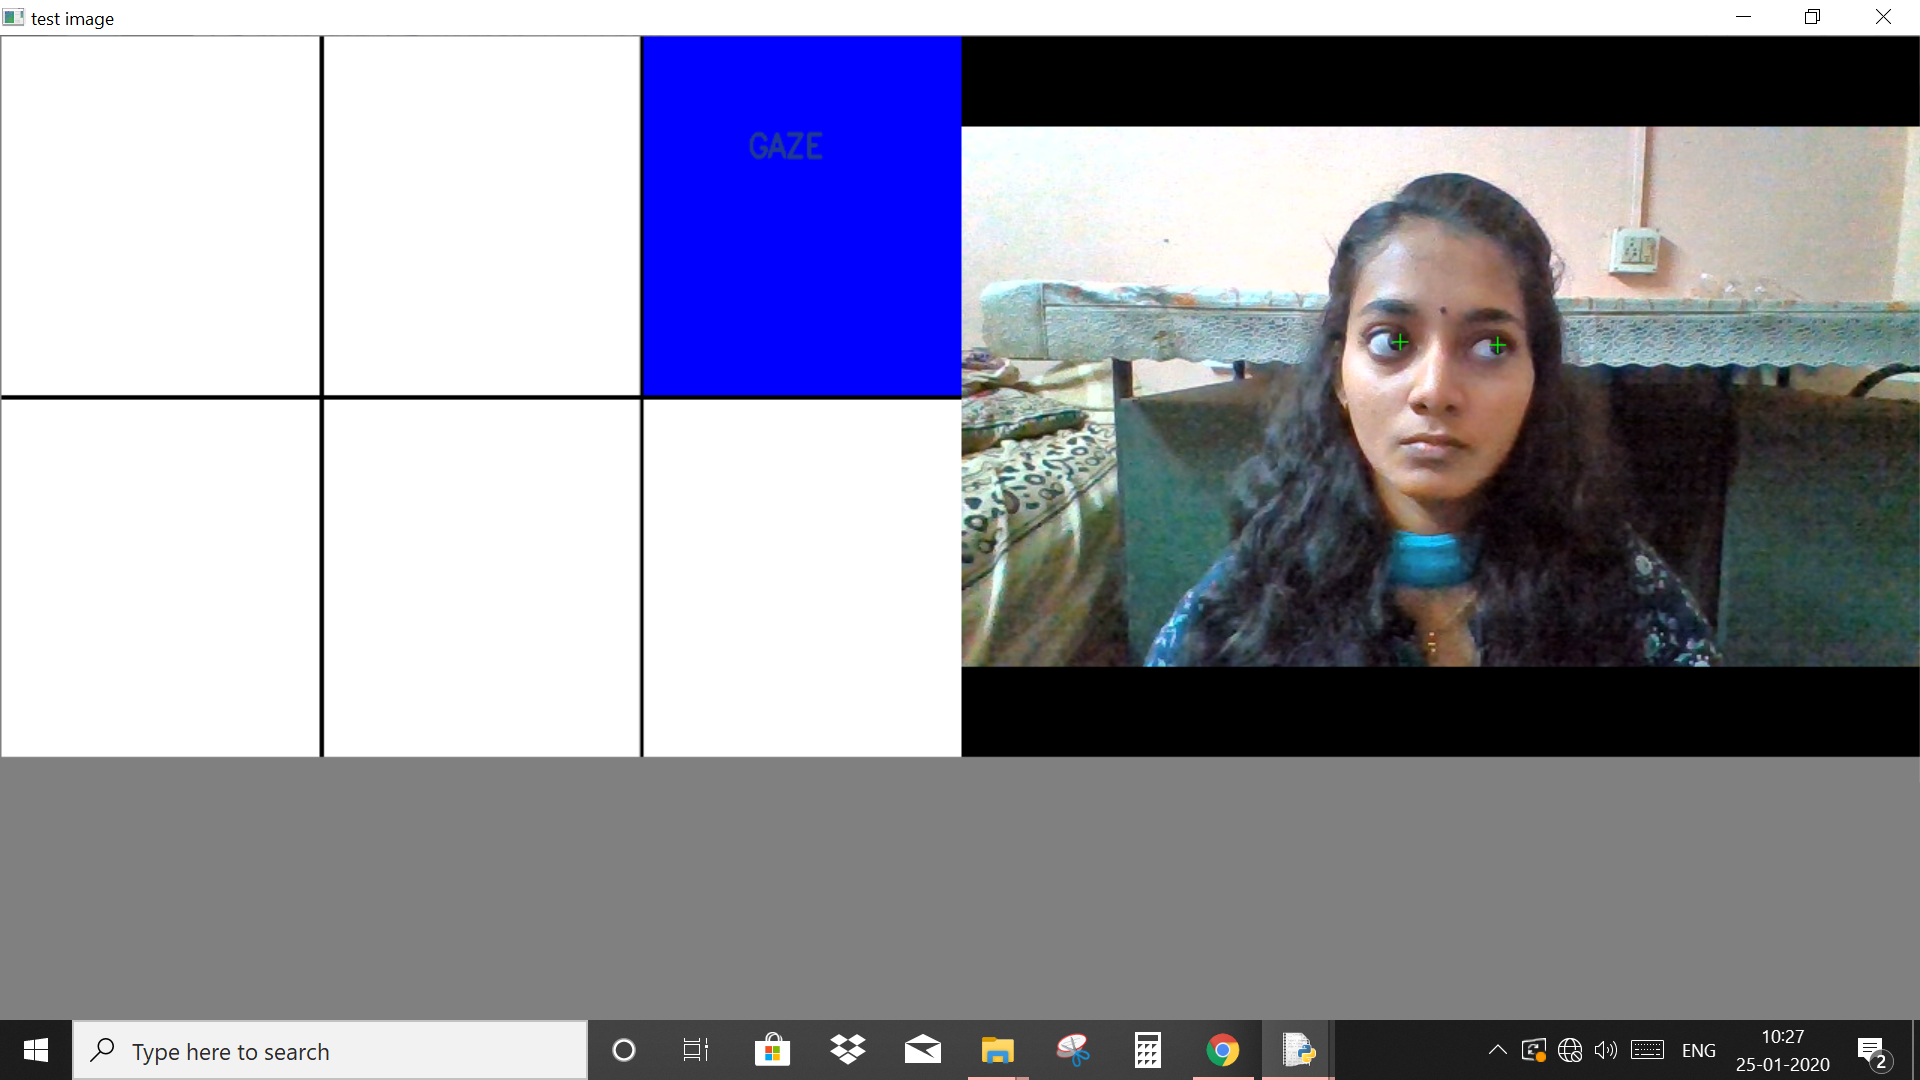 test image
GAZE
Type here to search
ENG
10:27
25-01-2020
2